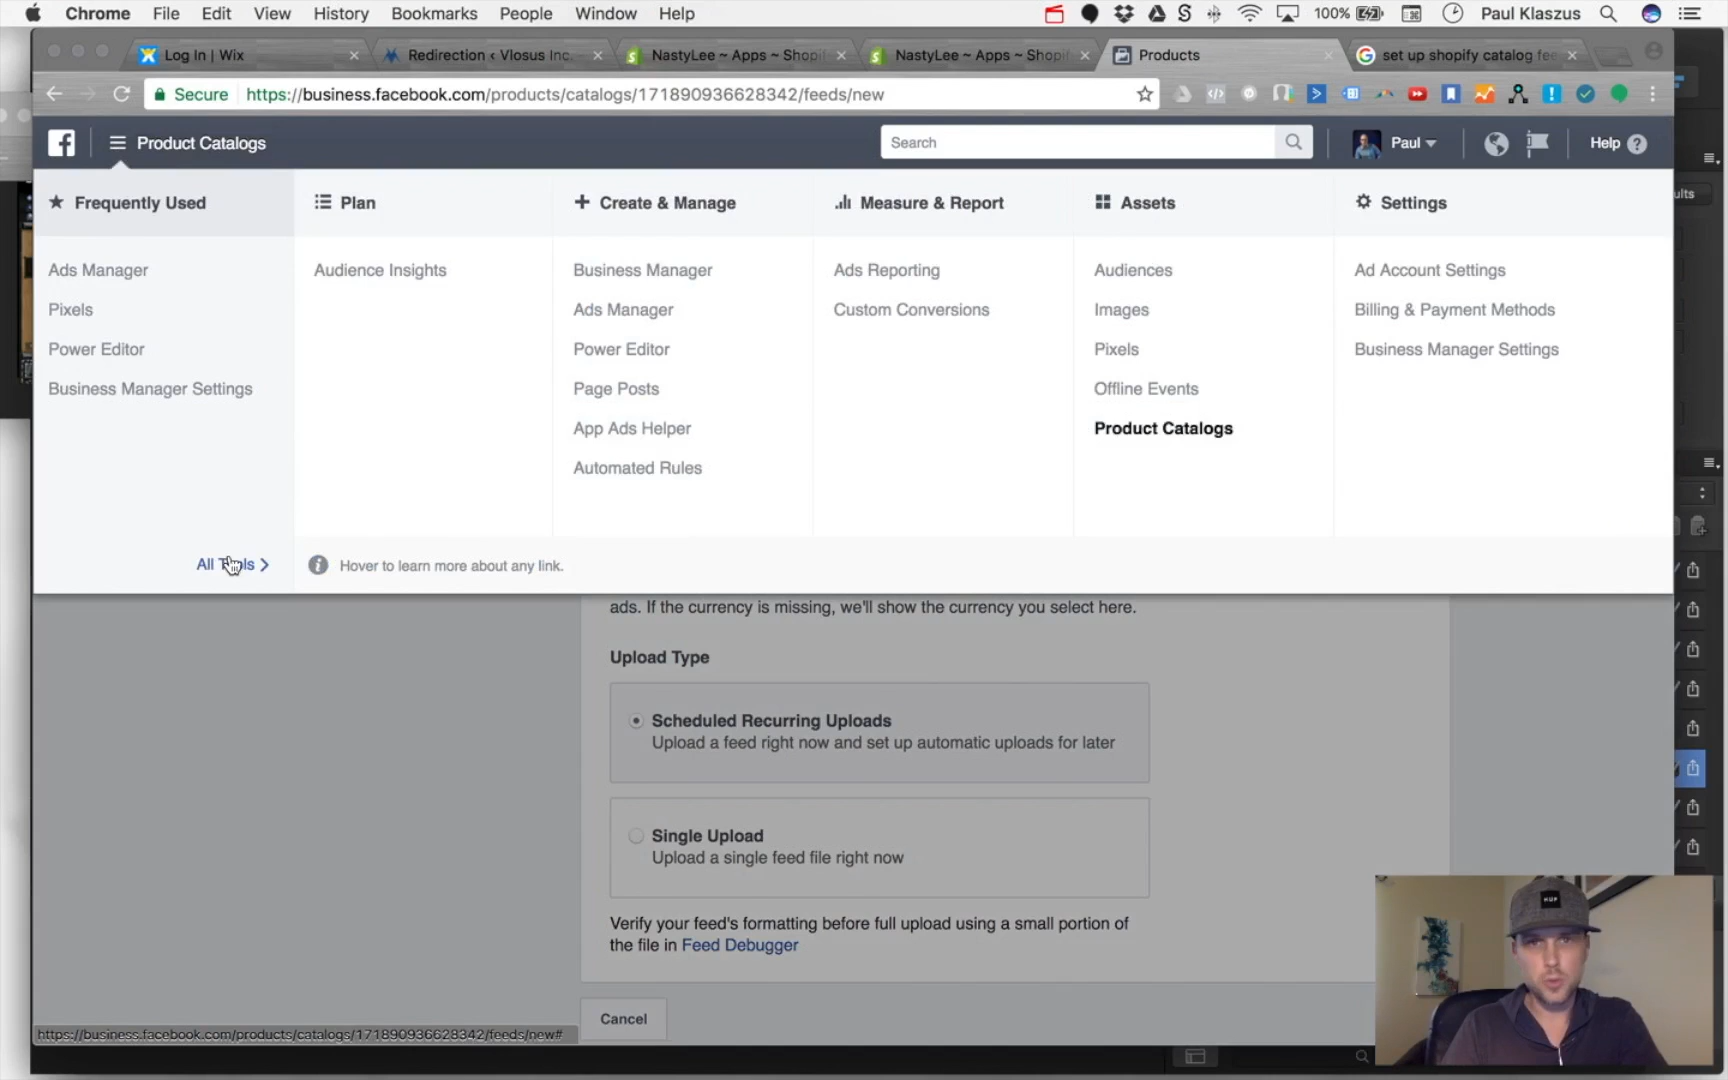 Chrome File Edit View History Bookmarks People Window Help 100% Paul Klaszus
Log In | Wix
Redirection ‹ Vlosus Inc.
NastyLee ~ Apps ~ Shopif
NastyLee ~ Apps ~ Shopif
Products
set up shopify catalog fee
Secure https://business.facebook.com/products/catalogs/171890936628342/feeds/new
Product Catalogs
Search
Paul
Help
Frequently Used
Ads Manager
Pixels
Power Editor
Business Manager Settings
All Tools
Plan
Audience Insights
Create & Manage
Business Manager
Ads Manager
Power Editor
Page Posts
App Ads Helper
Automated Rules
Measure & Report
Ads Reporting
Custom Conversions
Assets
Audiences
Images
Pixels
Offline Events
Product Catalogs
Settings
Ad Account Settings
Billing & Payment Methods
Business Manager Settings
Hover to learn more about any link.
ads. If the currency is missing, we'll show the currency you select here.
Upload Type
Scheduled Recurring Uploads
Upload a feed right now and set up automatic uploads for later
Single Upload
Upload a single feed file right now
Verify your feed's formatting before full upload using a small portion of
the file in Feed Debugger
Cancel
https://business.facebook.com/products/catalogs/171890936628342/feeds/new#
ults
HUF